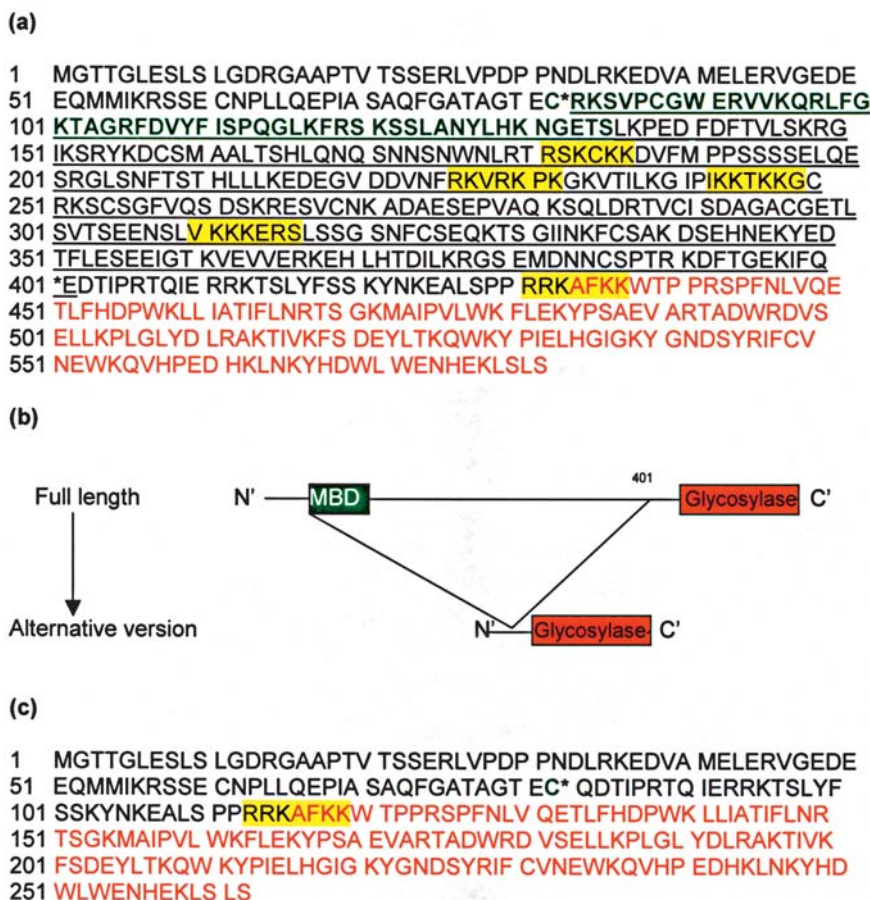 (a)
1 MGTTGLESLS LGDRGAAPTV TSSERLVPDP PNDLRKEDVA MELERVGEDE
51 EQMMIKRSSE CNPLLQEPIA SAQFGATAGT EC*RKSVPCGW ERVVKQRLFG
101 KTAGRFDVYF ISPQGLKFRS KSSLANYLHK NGETSLKPED FDFTVLSKRG
151 IKSRYKDCSM AALTSHLQNQ SNNSNWNLRT RSKCKKDVFM PPSSSSELQE
201 SRGLSNFTST HLLLKEDEGV DDVNFRKVRK PKGKVTILKG IPIKKTKKGC
251 RKSCSGFVQS DSKRESVCNK ADAESEPVAQ KSQLDRTVCI SDAGACGETL
301 SVTSEENSLV KKKERSLSSG SNFCSEQKTS GIINKFCSAK DSEHNEKYED
351 TFLESEEIGT KVEVVERKEH LHTDILKRGS EMDNNCSPTR KDFTGEKIFQ
401 *EDTIPRTQIE RRKTSLYFSS KYNKEALSPP RRKAFKKWTP PRSPFNLVQE
451 TLFHDPWKLL IATIFLNRTS GKMAIPVLWK FLEKYPSAEV ARTADWRDVS
501 ELLKPLGLYD LRAKTIVKFS DEYLTKQWKY PIELHGIGKY GNDSYRIFCV
551 NEWKQVHPED HKLNKYHDWL WENHEKLSLS
(b)
401
Full length N' MBD Glycosylase C'
Alternative version N' Glycosylase C'
(c)
1 MGTTGLESLS LGDRGAAPTV TSSERLVPDP PNDLRKEDVA MELERVGEDE
51 EQMMIKRSSE CNPLLQEPIA SAQFGATAGT EC* QDTIPRTQ IERRKTSLYF
101 SSKYNKEALS PPRRKAFKKW TPPRSPFNLV QETLFHDPWK LLIATIFLNR
151 TSGKMAIPVL WKFLEKYPSA EVARTADWRD VSELLKPLGL YDLRAKTIVK
201 FSDEYLTKQW KYPIELHGIG KYGNDSYRIF CVNEWKQVHP EDHKLNKYHD
251 WLWENHEKLS LS